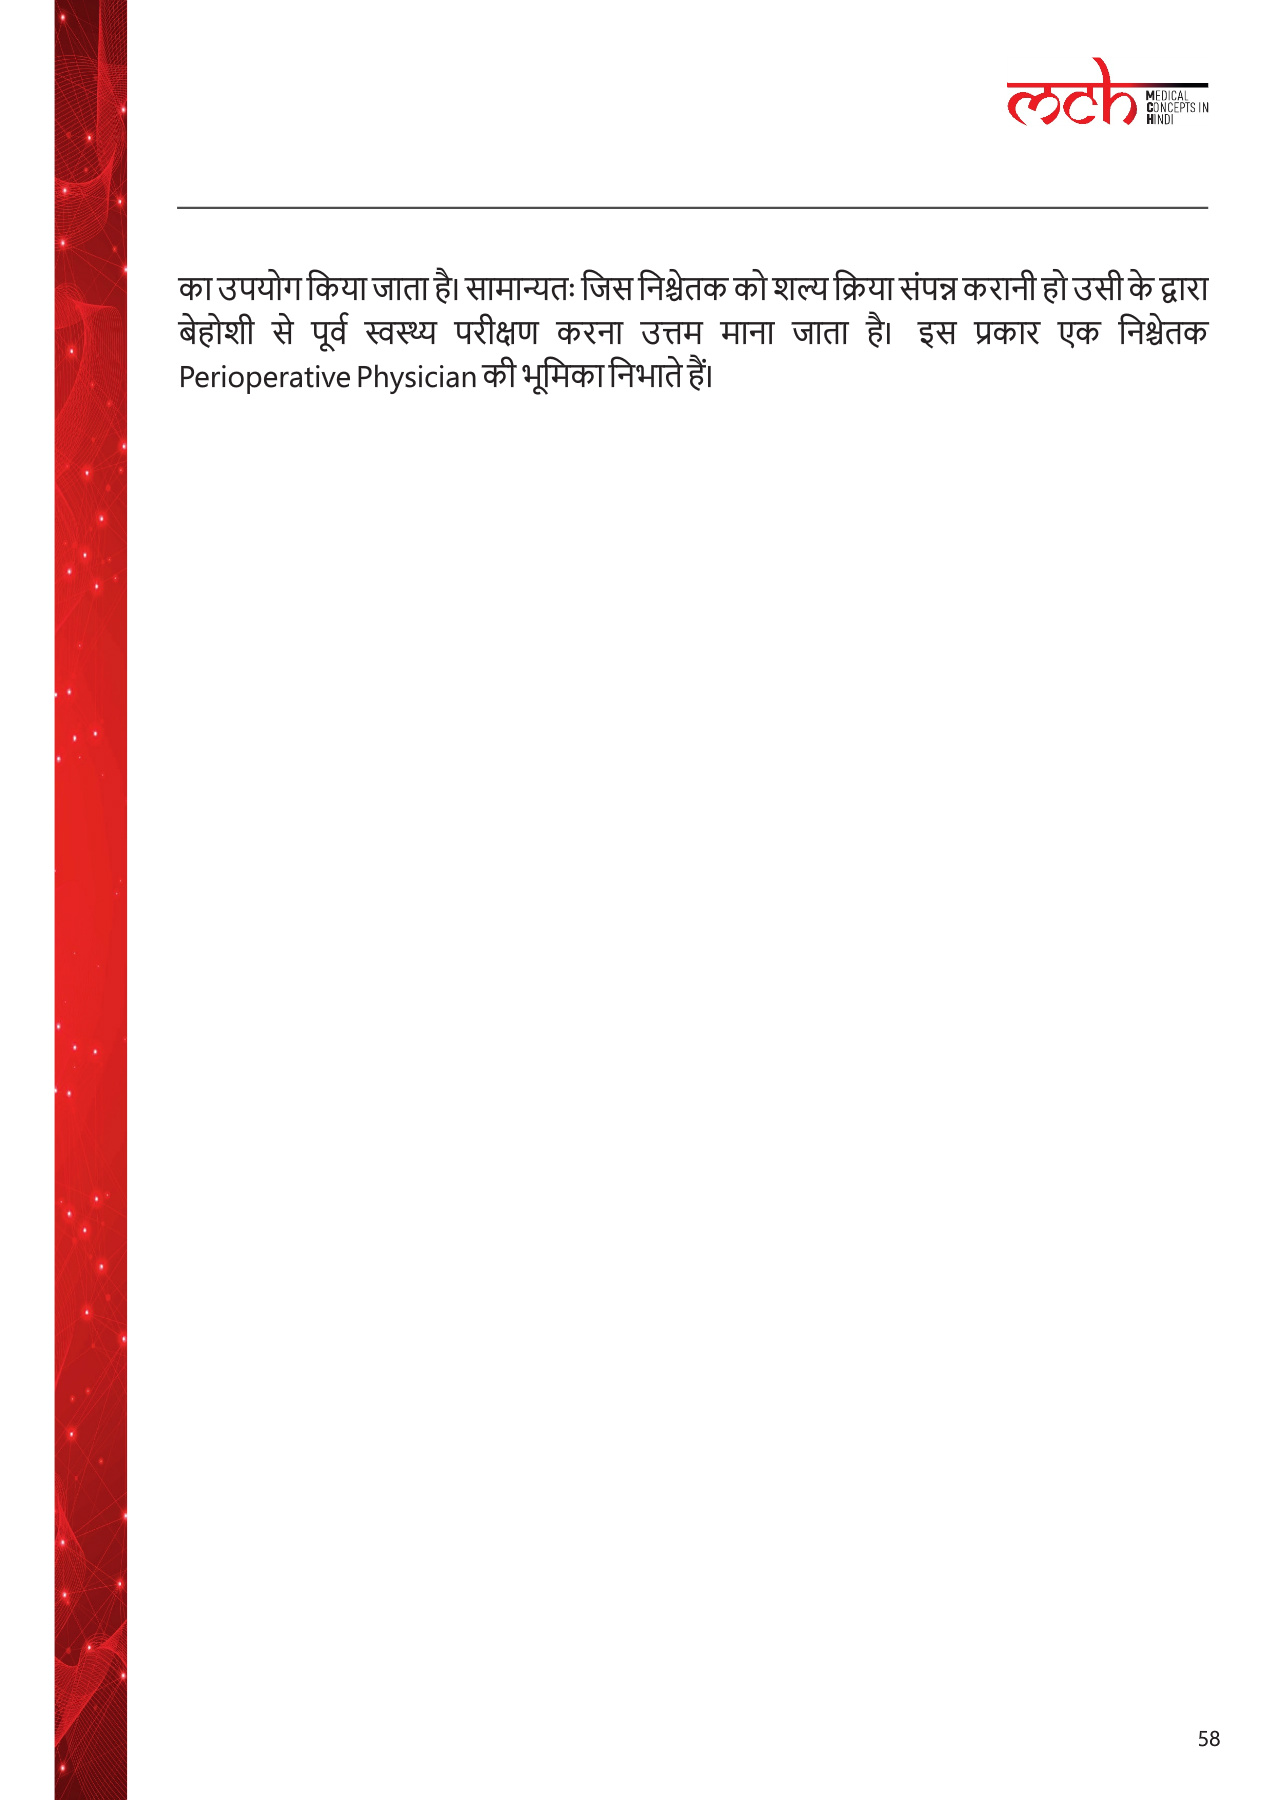 mch
MEDICAL
CONCEPTS IN
HINDI
का उपयोग किया जाता है। सामान्यतः जिस निश्चेतक को शल्य क्रिया संपन्न करानी हो उसी के द्वारा
बेहोशी से पूर्व स्वस्थ्य परीक्षण करना उत्तम माना जाता है। इस प्रकार एक निश्चेतक
Perioperative Physician की भूमिका निभाते हैं।
58